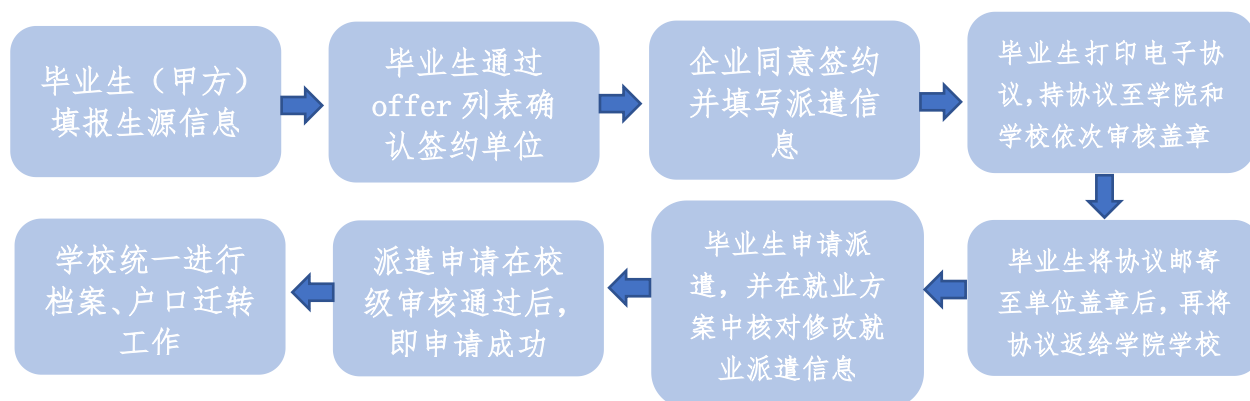 毕业生（甲方）
填报生源信息
毕业生通过
offer 列表确
认签约单位
企业同意签约
并填写派遣信
息
毕业生打印电子协
议,持协议至学院和
学校依次审核盖章
毕业生将协议邮寄
至单位盖章后,再将
协议返给学院学校
毕业生申请派
遣，并在就业方
案中核对修改就
业派遣信息
派遣申请在校
级审核通过后，
即申请成功
学校统一进行
档案、户口迁转
工作